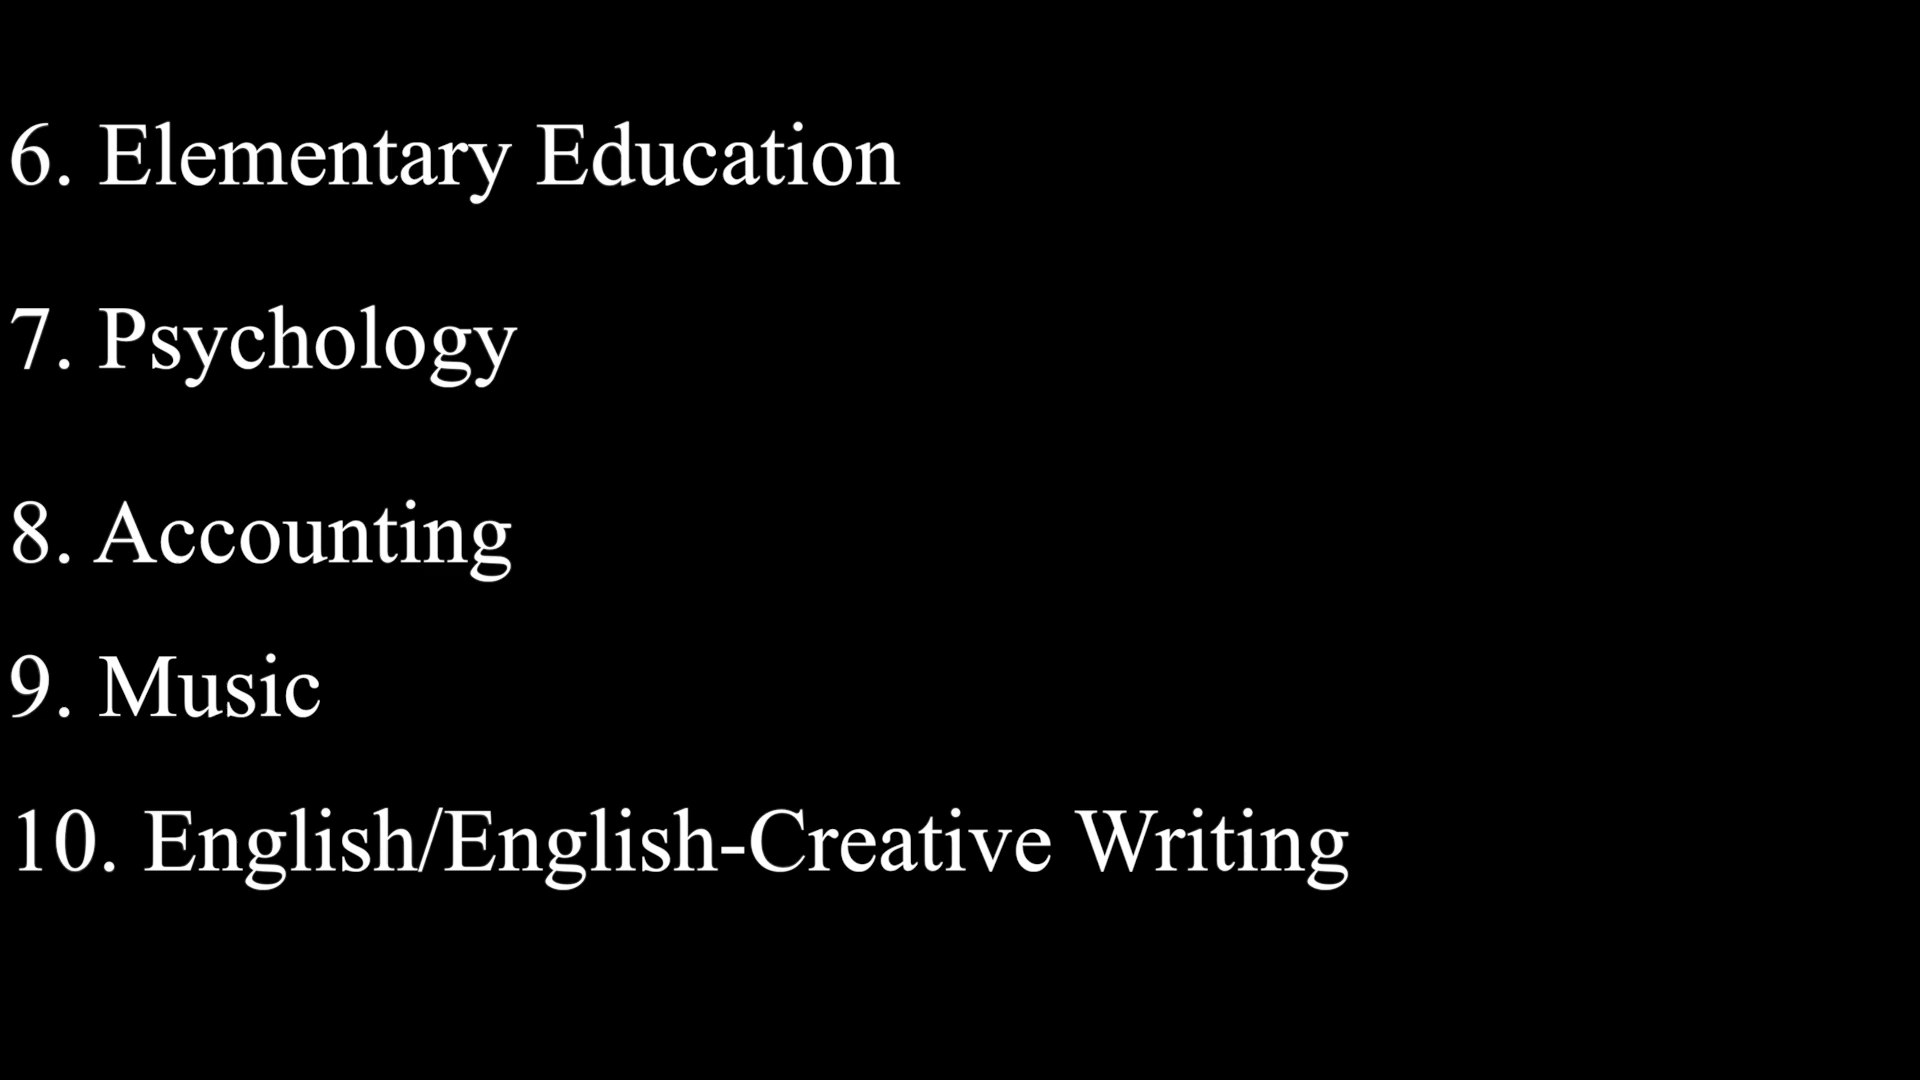 6. Elementary Education
7. Psychology
8. Accounting
9. Music
10. English/English-Creative Writing